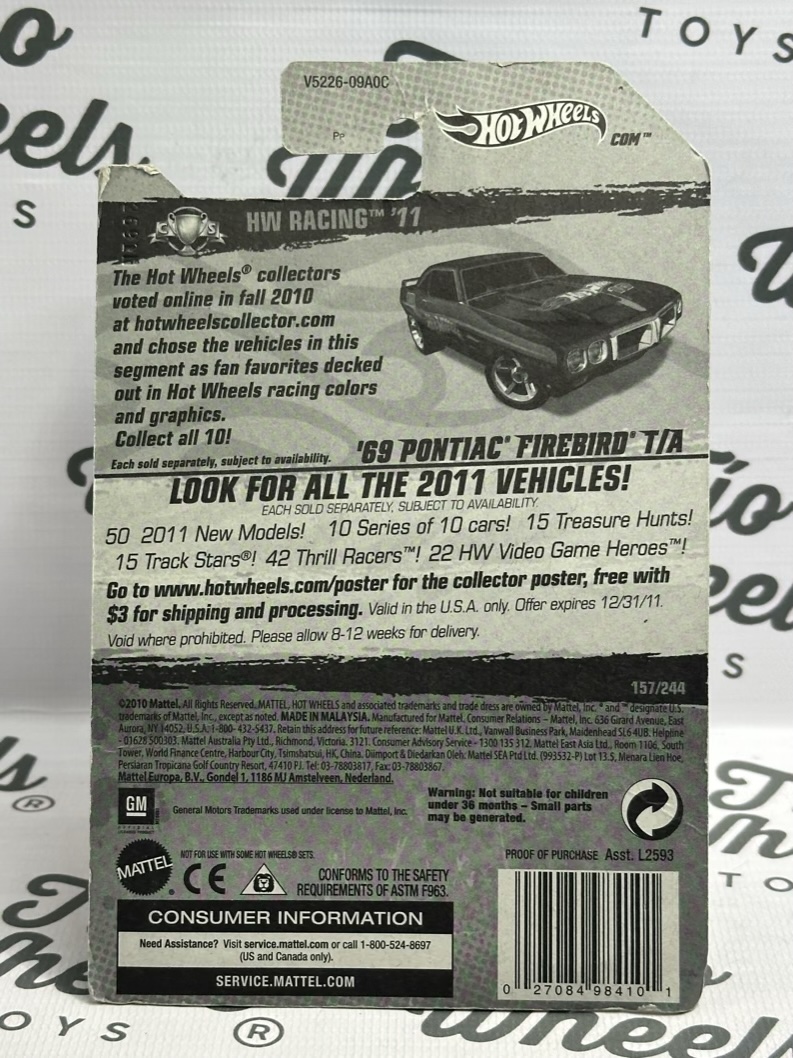 TOYS
V5226-09A0C
Pp
HOT WHEELS
.COM™
HW RACING™ '11
The Hot Wheels® collectors
voted online in fall 2010
at hotwheelscollector.com
and chose the vehicles in this
segment as fan favorites decked
out in Hot Wheels racing colors
and graphics.
Collect all 10!
Each sold separately, subject to availability.
'69 PONTIAC® FIREBIRD® T/A
LOOK FOR ALL THE 2011 VEHICLES!
EACH SOLD SEPARATELY, SUBJECT TO AVAILABILITY.
50 2011 New Models! 10 Series of 10 cars! 15 Treasure Hunts!
15 Track Stars®! 42 Thrill Racers™! 22 HW Video Game Heroes™!
Go to www.hotwheels.com/poster for the collector poster, free with
$3 for shipping and processing. Valid in the U.S.A. only. Offer expires 12/31/11.
Void where prohibited. Please allow 8-12 weeks for delivery.
157/244
©2010 Mattel. All Rights Reserved. MATTEL, HOT WHEELS and associated trademarks and trade dress are owned by Mattel, Inc. ® and ™ designate U.S.
trademarks of Mattel, Inc., except as noted. MADE IN MALAYSIA. Manufactured for Mattel. Consumer Relations – Mattel, Inc. 636 Girard Avenue, East
Aurora, NY 14052, U.S.A. 1-800- 432-5437. Retain this address for future reference: Mattel U.K. Ltd., Vanwall Business Park, Maidenhead SL6 4UB. Helpline
- 01628 500303. Mattel Australia Pty Ltd., Richmond, Victoria. 3121. Consumer Advisory Service - 1300 135 312. Mattel East Asia Ltd., Room 1106, South
Tower, World Finance Centre, Harbour City, Tsimshatsui, HK, China. Diimport & Diedarkan Oleh: Mattel SEA Ptd Ltd. (993532-P) Lot 13.5, Menara Lien Hoe,
Persiaran Tropicana Golf Country Resort, 47410 PJ. Tel: 03-78803817, Fax: 03-78803867.
Mattel Europa, B.V., Gondel 1, 1186 MJ Amstelveen, Nederland.
GM
General Motors Trademarks used under license to Mattel, Inc.
Warning: Not suitable for children
under 36 months – Small parts
may be generated.
MATTEL
NOT FOR USE WITH SOME HOT WHEELS® SETS.
CE
CONFORMS TO THE SAFETY
REQUIREMENTS OF ASTM F963.
PROOF OF PURCHASE Asst. L2593
CONSUMER INFORMATION
Need Assistance? Visit service.mattel.com or call 1-800-524-8697
(US and Canada only).
SERVICE.MATTEL.COM
0 27084 98410 1
OYS ®
wheels